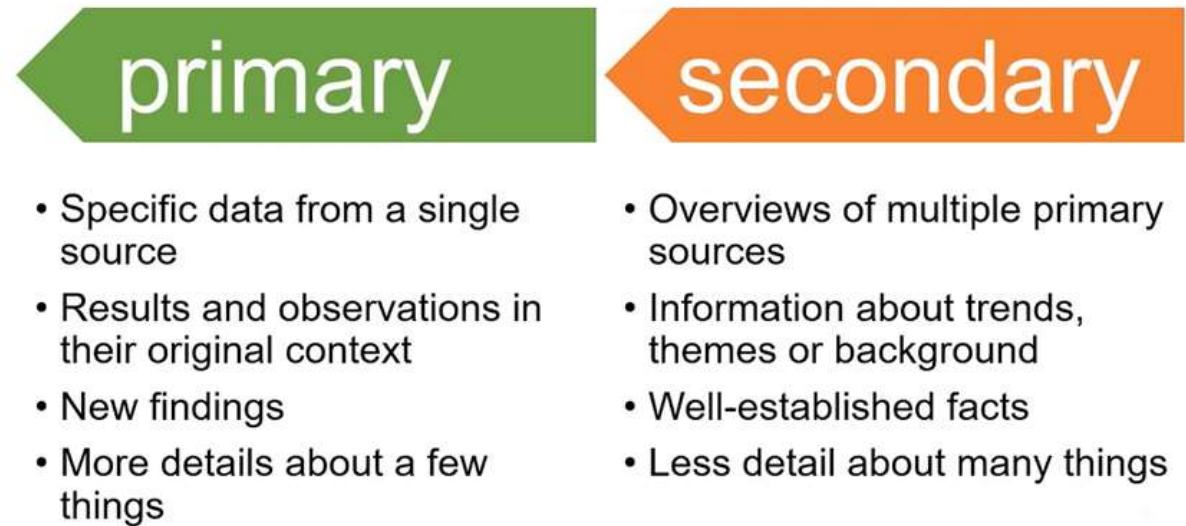 primary
• Specific data from a single
source
• Results and observations in
their original context
• New findings
• More details about a few
things
secondary
• Overviews of multiple primary
sources
• Information about trends,
themes or background
• Well-established facts
• Less detail about many things